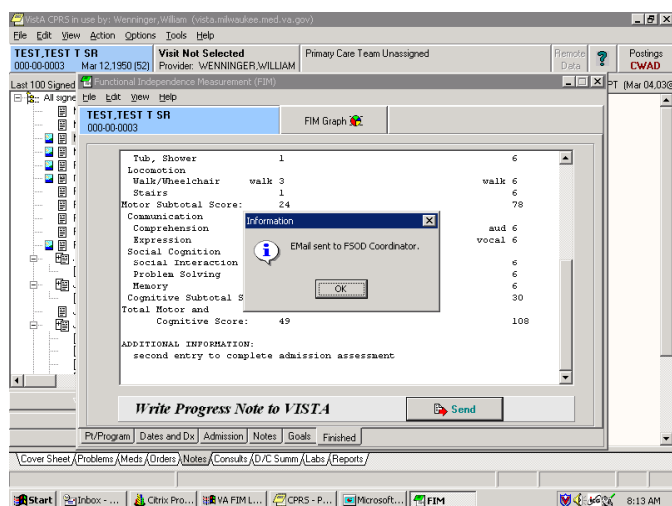 VistA CPRS in use by: Wenninger,William (vista.milwaukee.med.va.gov)
File Edit View Action Options Tools Help
TEST,TEST T SR
000-00-0003 Mar 12,1950 (52)
Visit Not Selected
Provider: WENNINGER,WILLIAM
Primary Care Team Unassigned
Remote
Data
?
Postings
CWAD
Last 100 Signed
PT (Mar 04,03@
All signe
Functional Independence Measurement (FIM)
File Edit View Help
TEST,TEST T SR
000-00-0003
FIM Graph
Tub, Shower 1 6
Locomotion
Walk/Wheelchair walk 3 walk 6
Stairs 1 6
Motor Subtotal Score: 24 78
Communication
Comprehension aud 6
Expression vocal 6
Social Cognition
Social Interaction 6
Problem Solving 6
Memory 6
Cognitive Subtotal S 30
Total Motor and
Cognitive Score: 49 108
ADDITIONAL INFORMATION:
second entry to complete admission assessment
Information
EMail sent to FSOD Coordinator.
OK
Write Progress Note to VISTA
Send
Pt/Program Dates and Dx Admission Notes Goals Finished
Cover Sheet Problems Meds Orders Notes Consults D/C Summ Labs Reports
Start Inbox - ... Citrix Pro... VA FIM L... CPRS - P... Microsoft... FIM 8:13 AM